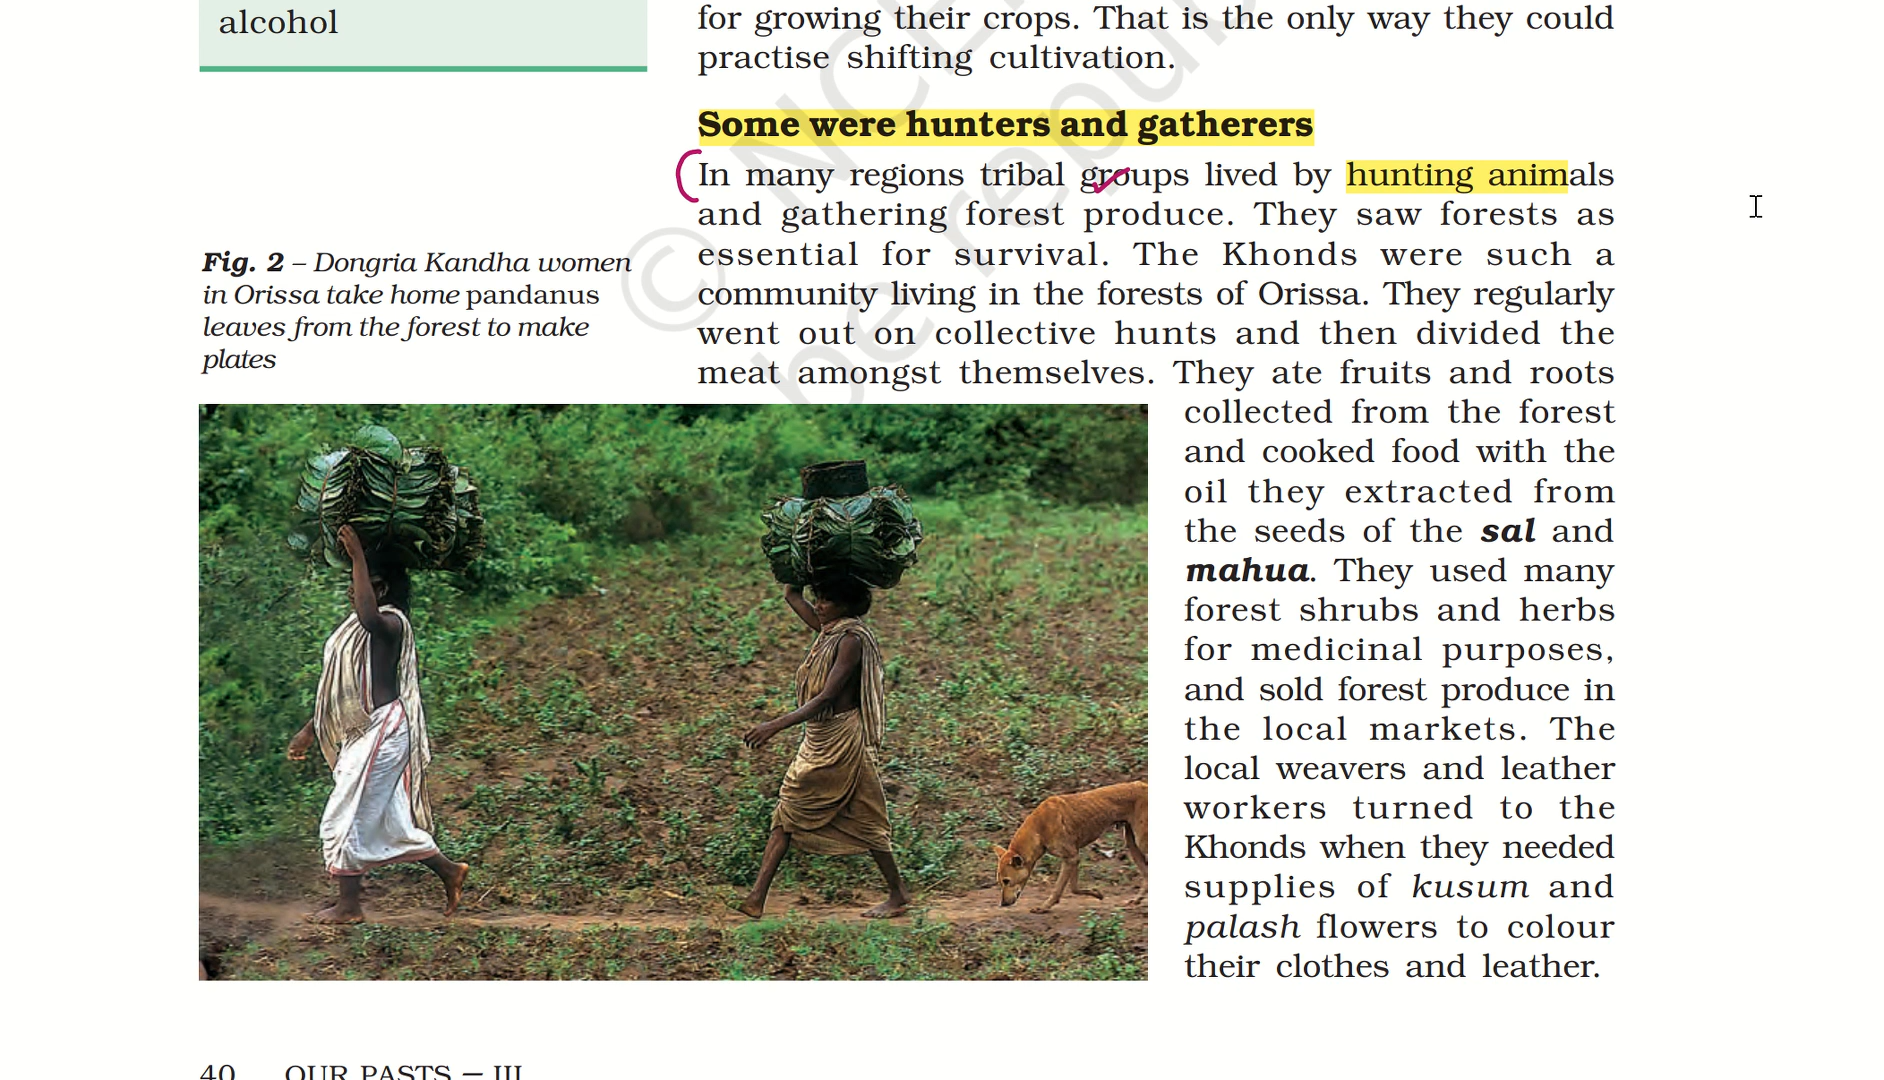 alcohol
for growing their crops. That is the only way they could
practise shifting cultivation.
Some were hunters and gatherers
In many regions tribal groups lived by hunting animals
and gathering forest produce. They saw forests as
essential for survival. The Khonds were such a
community living in the forests of Orissa. They regularly
went out on collective hunts and then divided the
meat amongst themselves. They ate fruits and roots
collected from the forest
and cooked food with the
oil they extracted from
the seeds of the sal and
mahua. They used many
forest shrubs and herbs
for medicinal purposes,
and sold forest produce in
the local markets. The
local weavers and leather
workers turned to the
Khonds when they needed
supplies of kusum and
palash flowers to colour
their clothes and leather.
Fig. 2 – Dongria Kandha women
in Orissa take home pandanus
leaves from the forest to make
plates
40 OUR PASTS – III
© NCE
be repu